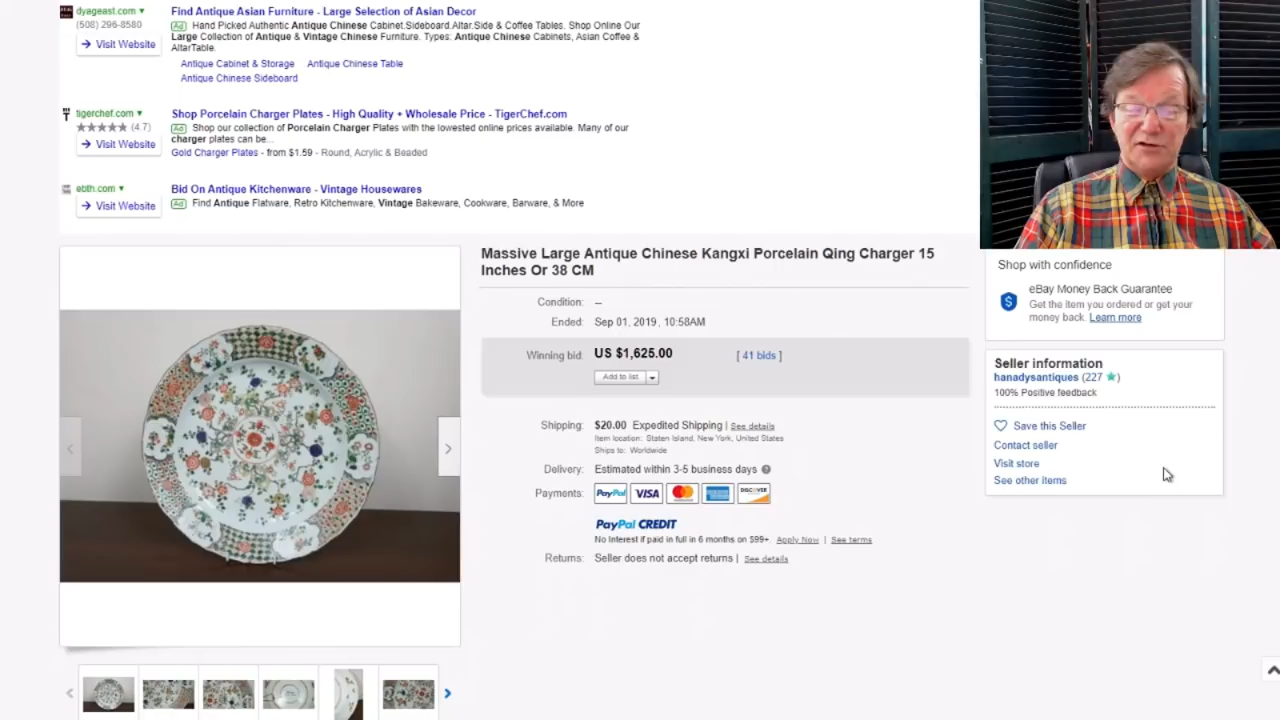 dyageast.com ▼
(508) 296-8580
→ Visit Website
Find Antique Asian Furniture - Large Selection of Asian Decor
Ad Hand Picked Authentic Antique Chinese Cabinet.Sideboard.Altar.Side & Coffee Tables. Shop Online Our
Large Collection of Antique & Vintage Chinese Furniture. Types: Antique Chinese Cabinets, Asian Coffee &
AltarTable.
Antique Cabinet & Storage Antique Chinese Table
Antique Chinese Sideboard
tigerchef.com ▼
★★★★★ (4.7)
→ Visit Website
Shop Porcelain Charger Plates - High Quality + Wholesale Price - TigerChef.com
Ad Shop our collection of Porcelain Charger Plates with the lowested online prices available. Many of our
charger plates can be...
Gold Charger Plates - from $1.59 - Round, Acrylic & Beaded
ebth.com ▼
→ Visit Website
Bid On Antique Kitchenware - Vintage Housewares
Ad Find Antique Flatware, Retro Kitchenware, Vintage Bakeware, Cookware, Barware, & More
Massive Large Antique Chinese Kangxi Porcelain Qing Charger 15
Inches Or 38 CM
Condition: --
Ended: Sep 01, 2019 , 10:58AM
Winning bid: US $1,625.00 [ 41 bids ]
Add to list
Shipping: $20.00 Expedited Shipping | See details
Item location: Staten Island, New York, United States
Ships to: Worldwide
Delivery: Estimated within 3-5 business days
Payments: PayPal VISA DISCOVER
PayPal CREDIT
No Interest if paid in full in 6 months on $99+. Apply Now | See terms
Returns: Seller does not accept returns | See details
Shop with confidence
eBay Money Back Guarantee
Get the item you ordered or get your
money back. Learn more
Seller information
hanadysantiques (227 ★)
100% Positive feedback
Save this Seller
Contact seller
Visit store
See other items